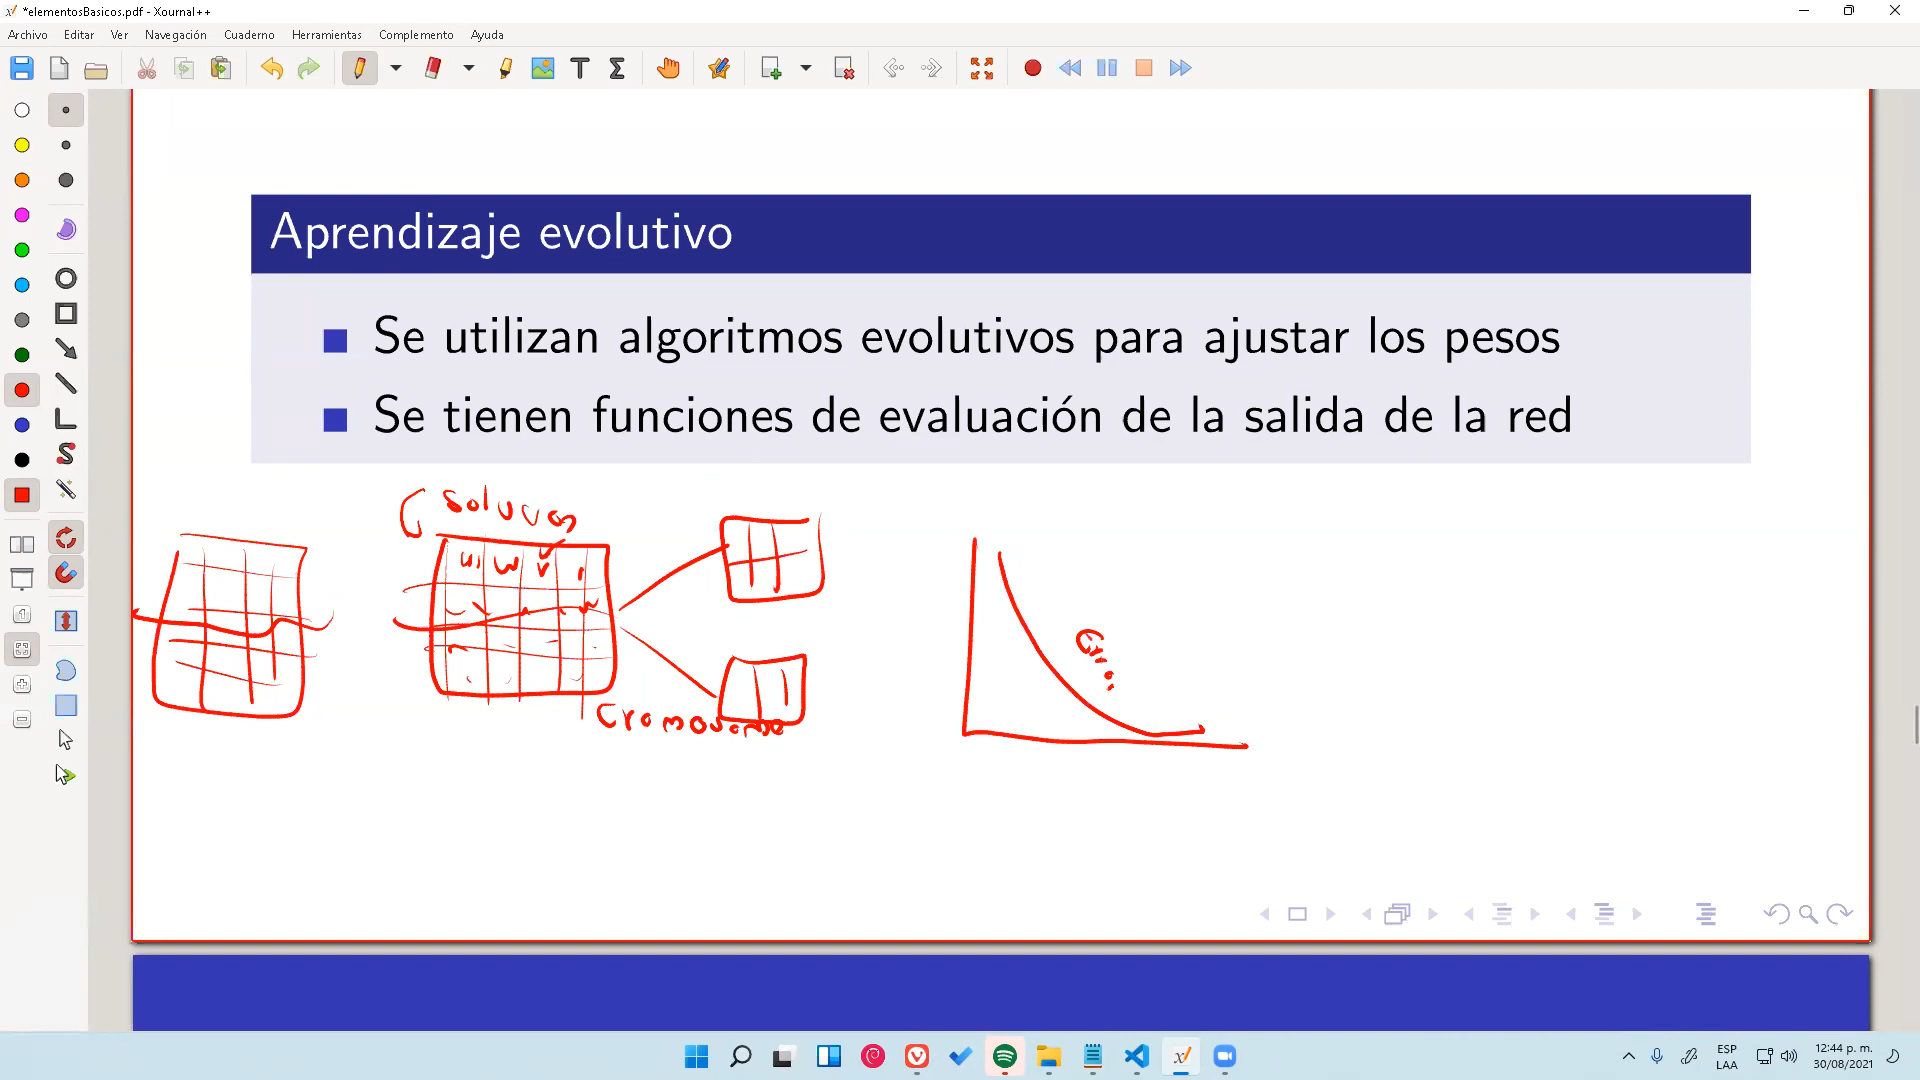 *elementosBasicos.pdf - Xournal++
Archivo Editar Ver Navegación Cuaderno Herramientas Complemento Ayuda
Aprendizaje evolutivo
Se utilizan algoritmos evolutivos para ajustar los pesos
Se tienen funciones de evaluación de la salida de la red
Error
ESP
LAA
12:44 p. m.
30/08/2021